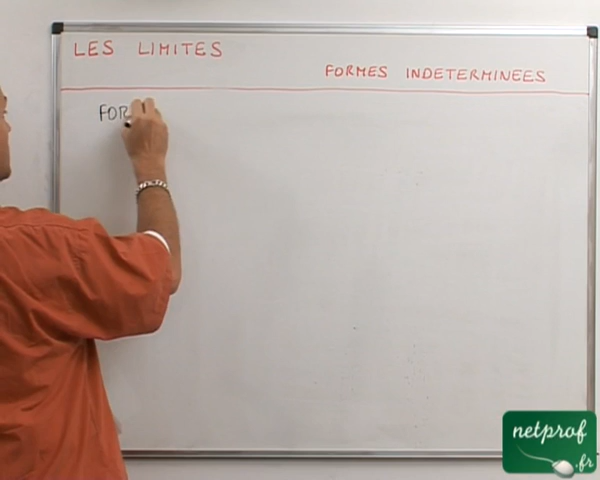 LES LIMITES
FORMES INDETERMINEES
FOR
netprof
.fr